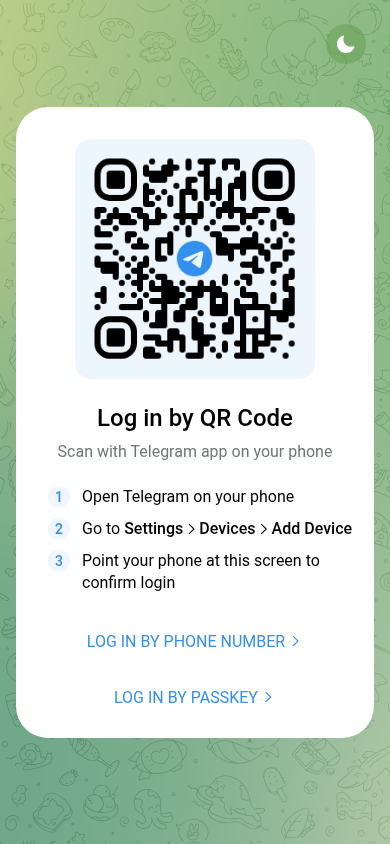 Log in by QR Code
Scan with Telegram app on your phone
1 Open Telegram on your phone
2 Go to Settings > Devices > Add Device
3 Point your phone at this screen to
confirm login
LOG IN BY PHONE NUMBER >
LOG IN BY PASSKEY >